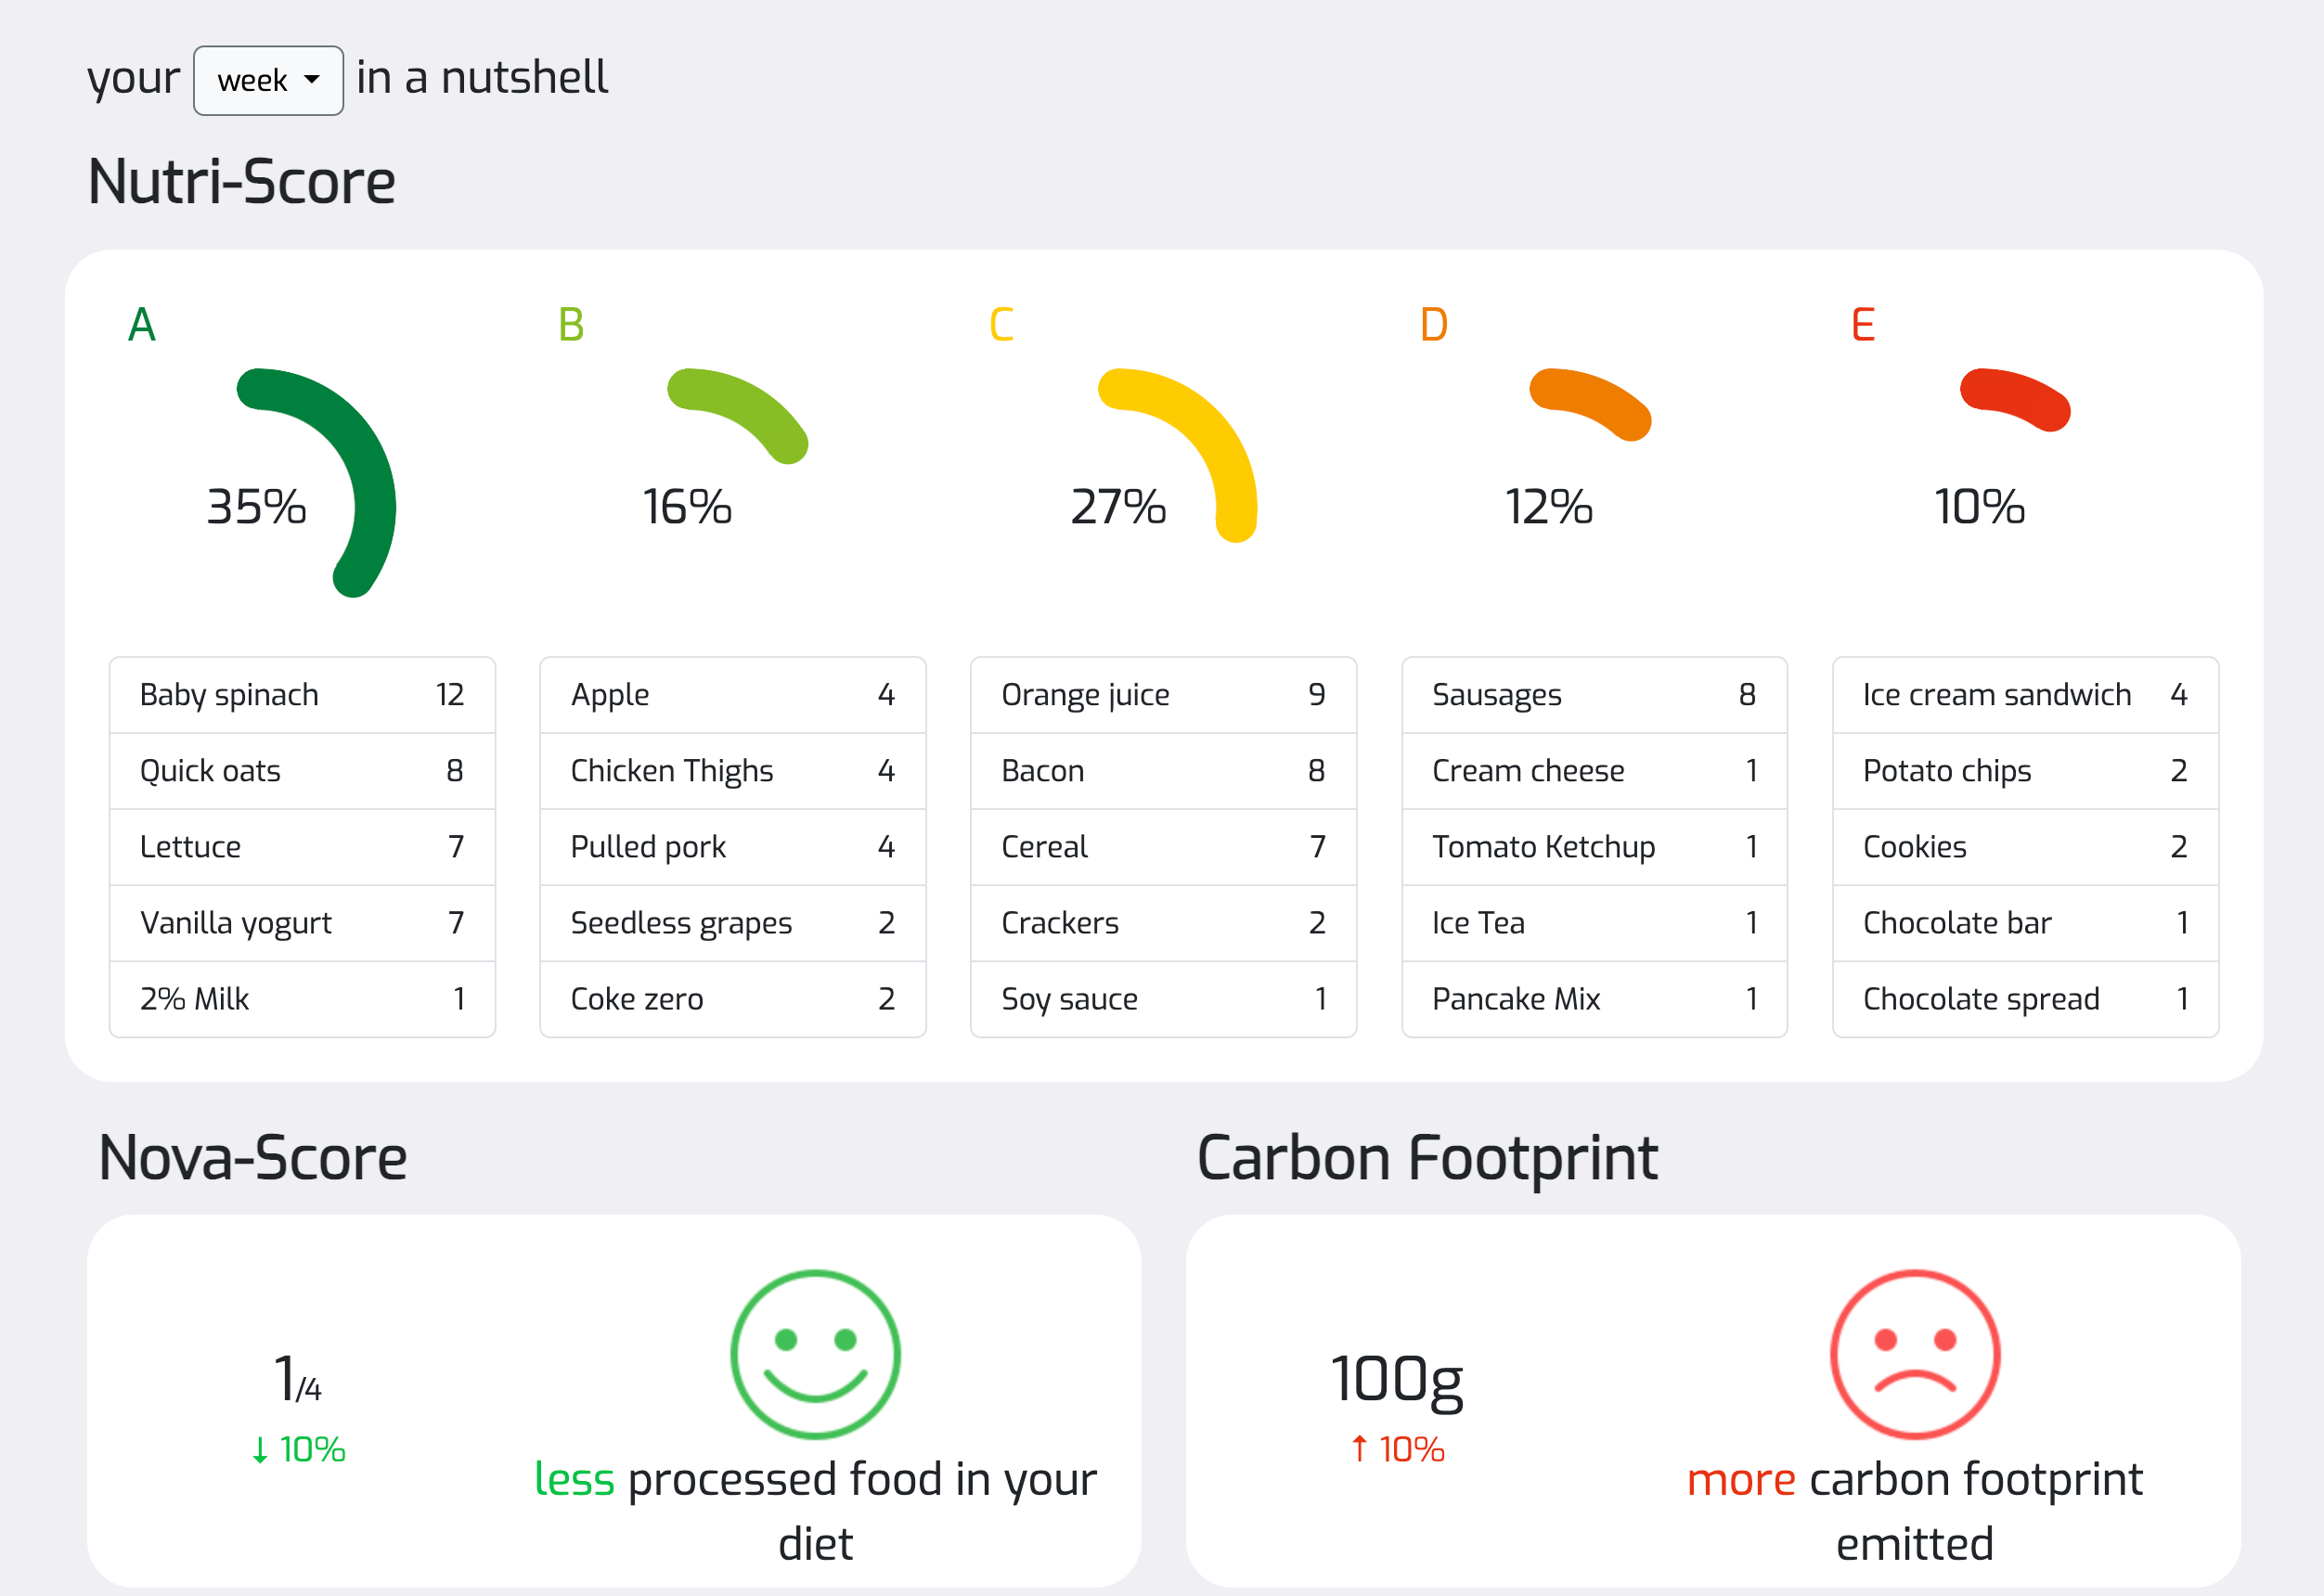 your week in a nutshell
Nutri-Score
A B C D E
35% 16% 27% 12% 10%
Baby spinach 12 Apple 4 Orange juice 9 Sausages 8 Ice cream sandwich 4
Quick oats 8 Chicken Thighs 4 Bacon 8 Cream cheese 1 Potato chips 2
Lettuce 7 Pulled pork 4 Cereal 7 Tomato Ketchup 1 Cookies 2
Vanilla yogurt 7 Seedless grapes 2 Crackers 2 Ice Tea 1 Chocolate bar 1
2% Milk 1 Coke zero 2 Soy sauce 1 Pancake Mix 1 Chocolate spread 1
Nova-Score
1/4
↓ 10%
less processed food in your
diet
Carbon Footprint
100g
↑ 10%
more carbon footprint
emitted